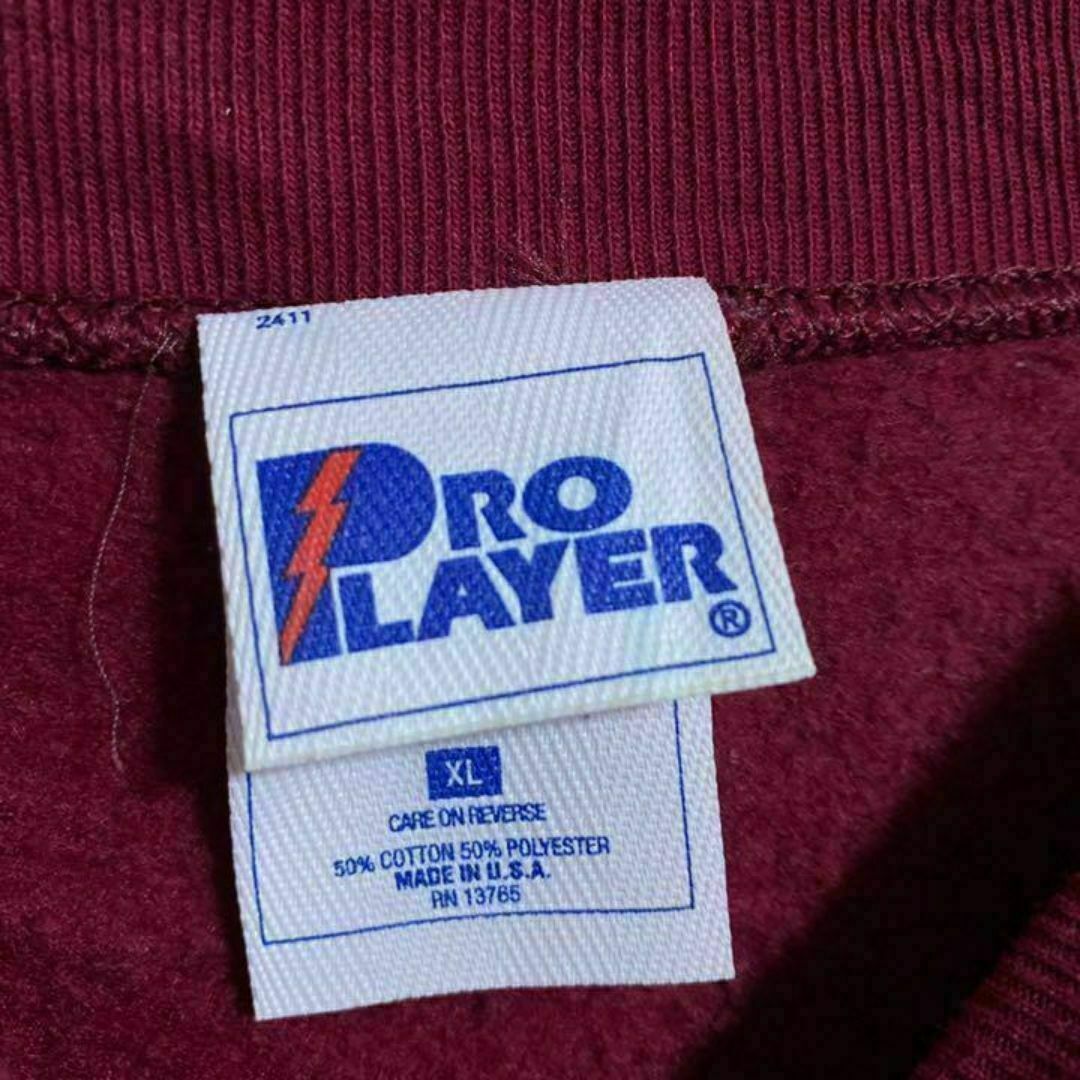 2411
PRO
PLAYER®
XL
CARE ON REVERSE
50% COTTON 50% POLYESTER
MADE IN U.S.A.
RN 13765